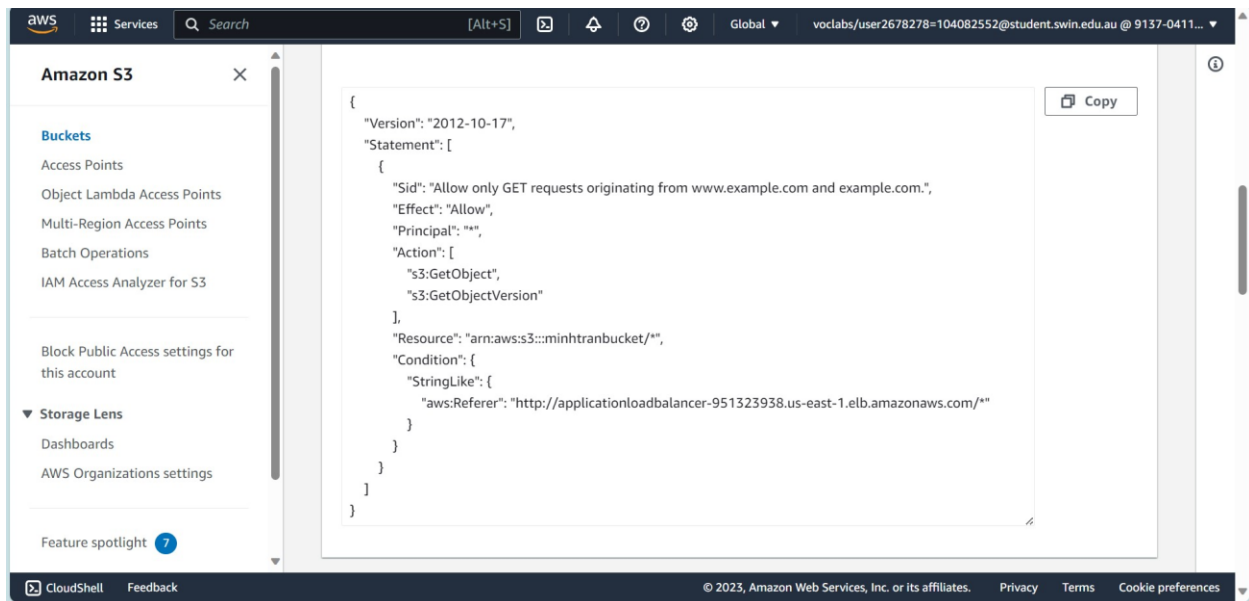 aws Services Search [Alt+S] Global voclabs/user2678278=104082552@student.swin.edu.au @ 9137-0411...
Amazon S3
Buckets
Access Points
Object Lambda Access Points
Multi-Region Access Points
Batch Operations
IAM Access Analyzer for S3
Block Public Access settings for
this account
Storage Lens
Dashboards
AWS Organizations settings
Feature spotlight 7
Copy
{
"Version": "2012-10-17",
"Statement": [
{
"Sid": "Allow only GET requests originating from www.example.com and example.com.",
"Effect": "Allow",
"Principal": "*",
"Action": [
"s3:GetObject",
"s3:GetObjectVersion"
],
"Resource": "arn:aws:s3:::minhtranbucket/*",
"Condition": {
"StringLike": {
"aws:Referer": "http://applicationloadbalancer-951323938.us-east-1.elb.amazonaws.com/*"
}
}
}
]
}
CloudShell Feedback © 2023, Amazon Web Services, Inc. or its affiliates. Privacy Terms Cookie preferences